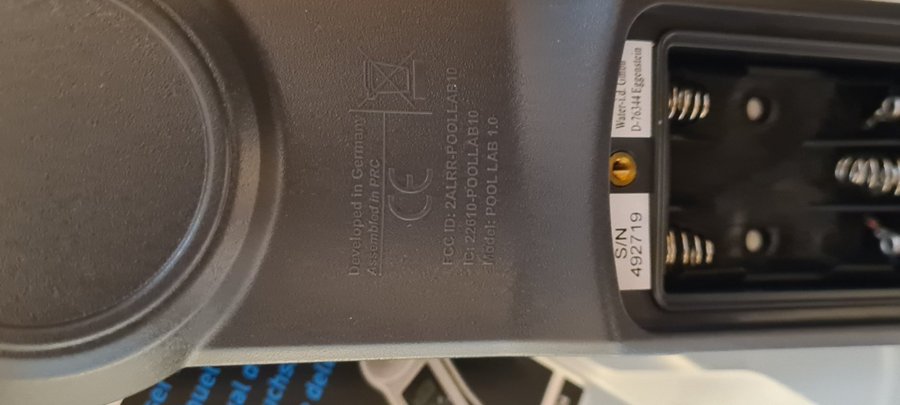 Developed in German
Assembled in PRC
CE
FCC ID: 2ALRR-POOLLAB10
IC: 22610-POOLLAB10
Model: POOL LAB 1.0
Water-i.d. GmbH
D-76344 Eggenstein
S/N
492719